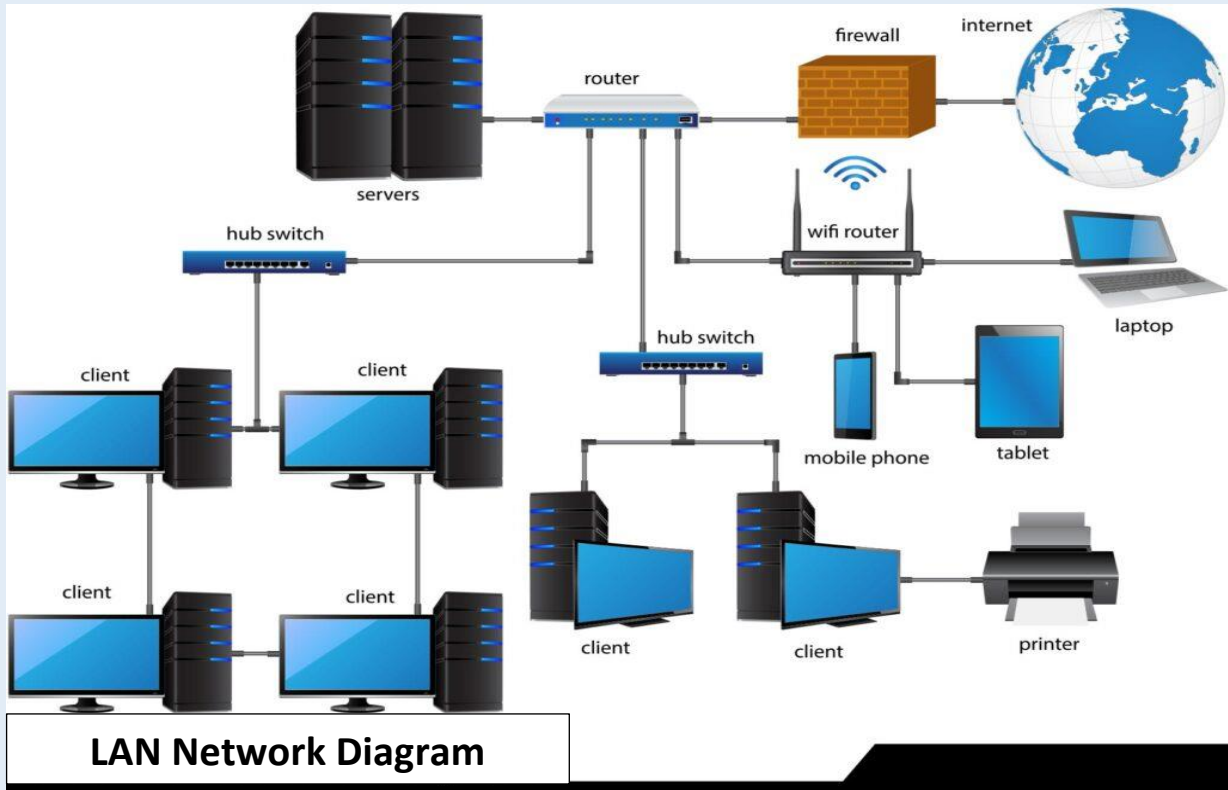 internet
firewall
router
servers
wifi router
hub switch
laptop
hub switch
client
client
mobile phone
tablet
client
client
client
client
printer
LAN Network Diagram